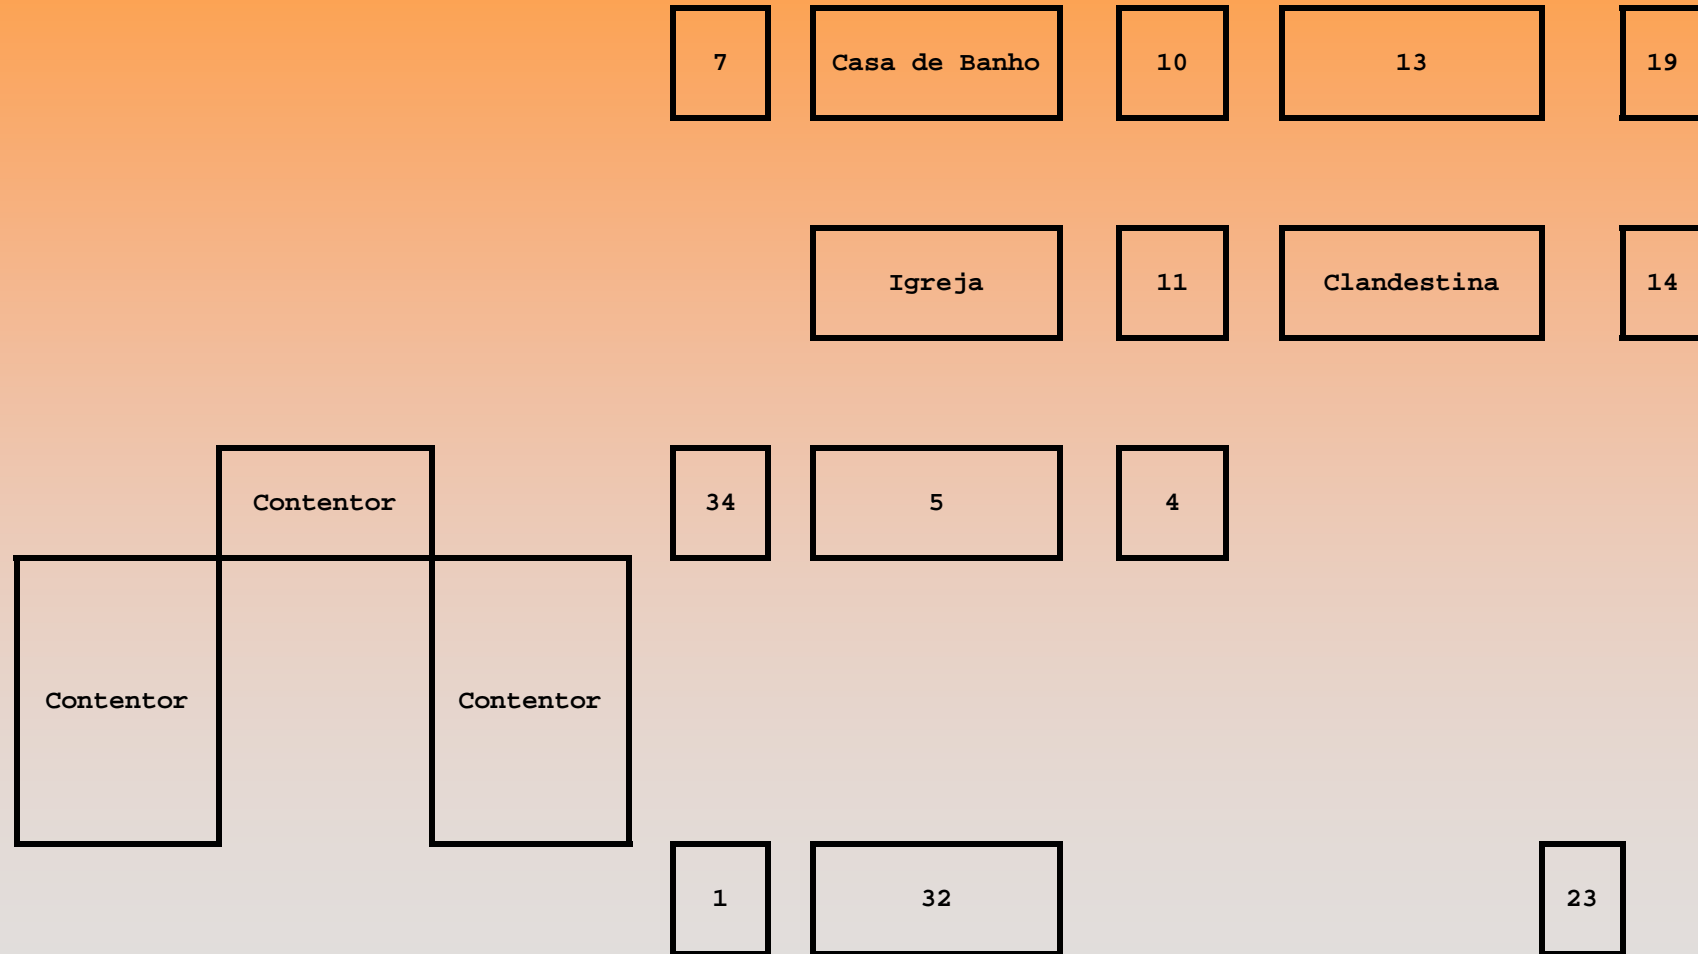 7 Casa de Banho 10 13 19
Igreja 11 Clandestina 14
Contentor 34 5 4
Contentor Contentor
1 32 23